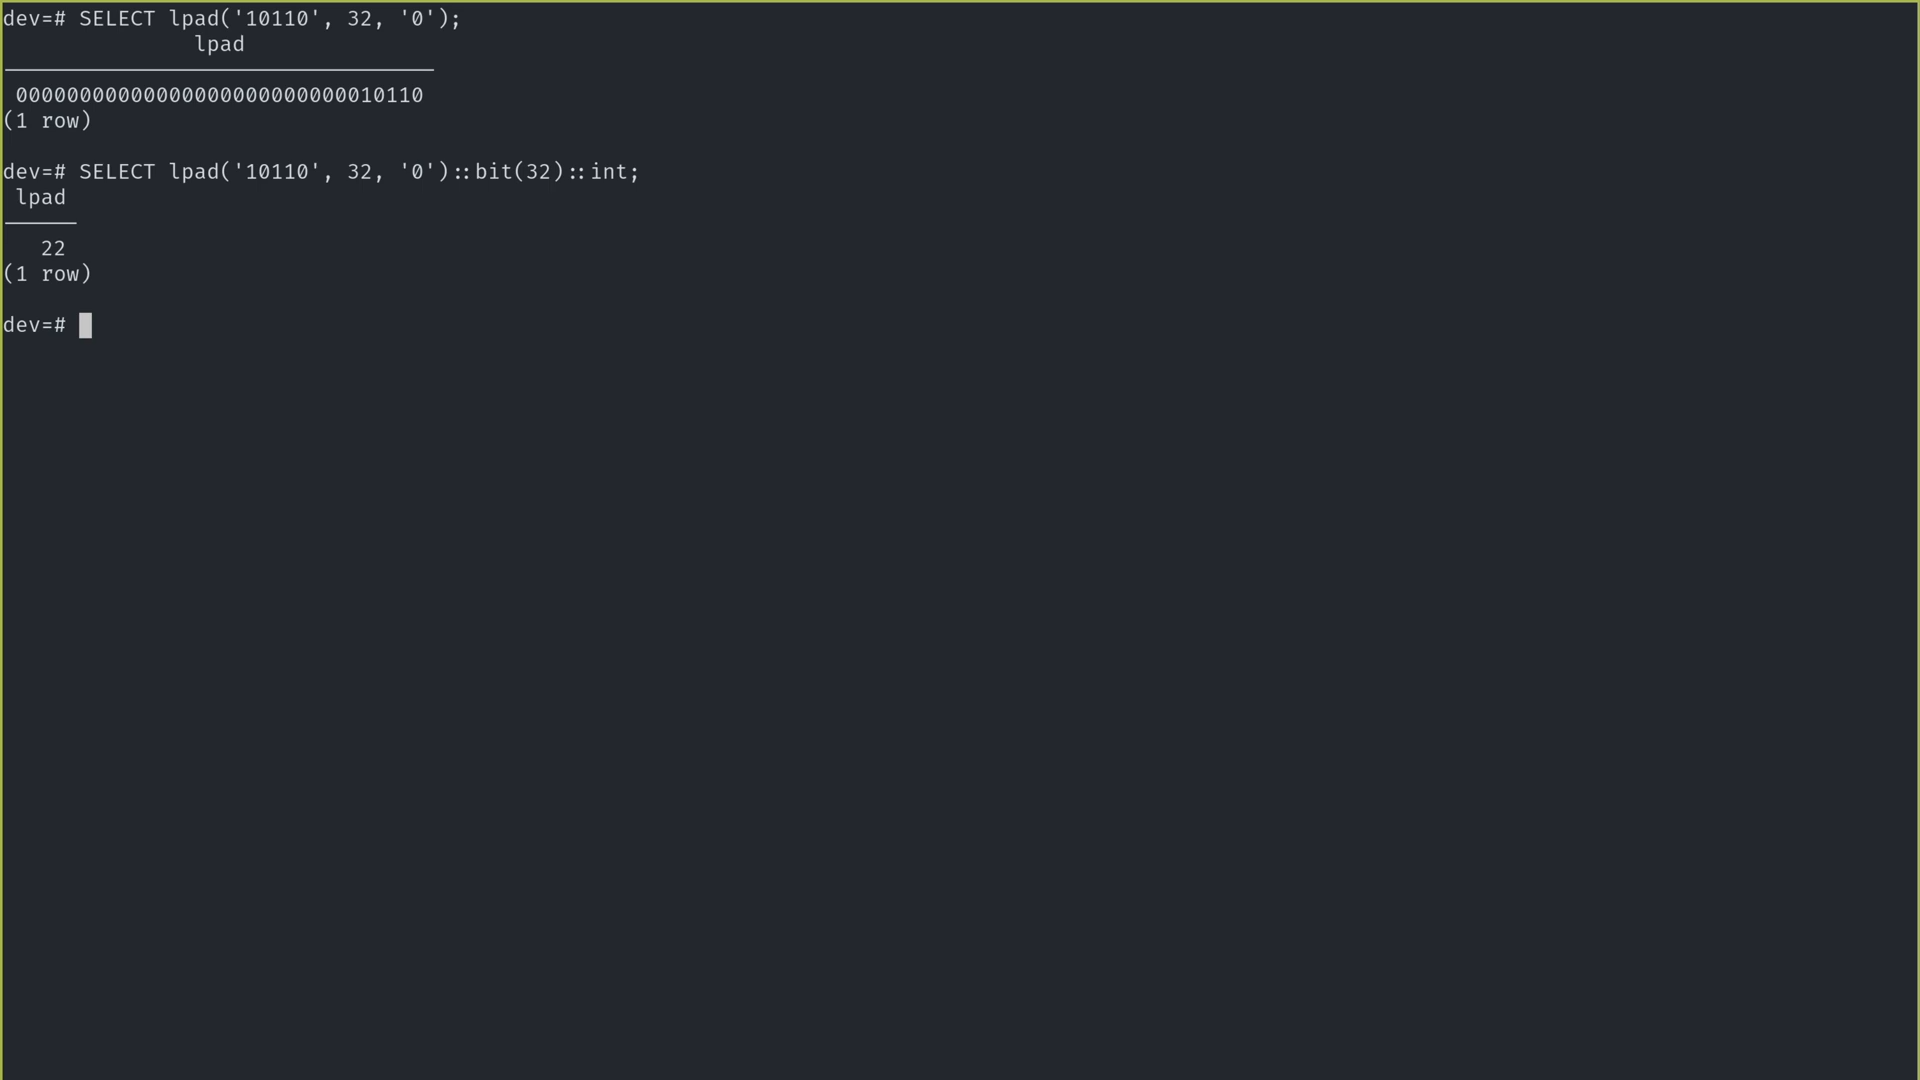 dev=# SELECT lpad('10110', 32, '0');
lpad
00000000000000000000000000010110
(1 row)
dev=# SELECT lpad('10110', 32, '0')::bit(32)::int;
lpad
22
(1 row)
dev=#